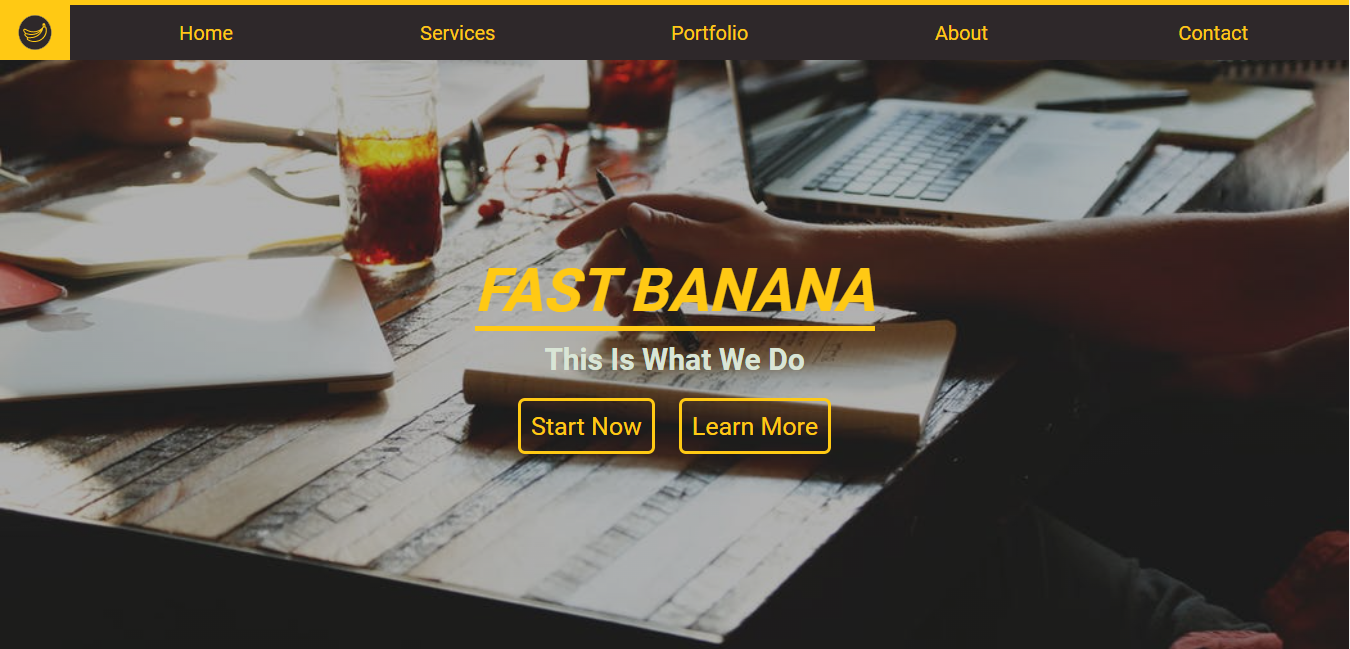 Home Services Portfolio About Contact
FAST BANANA
This Is What We Do
Start Now Learn More